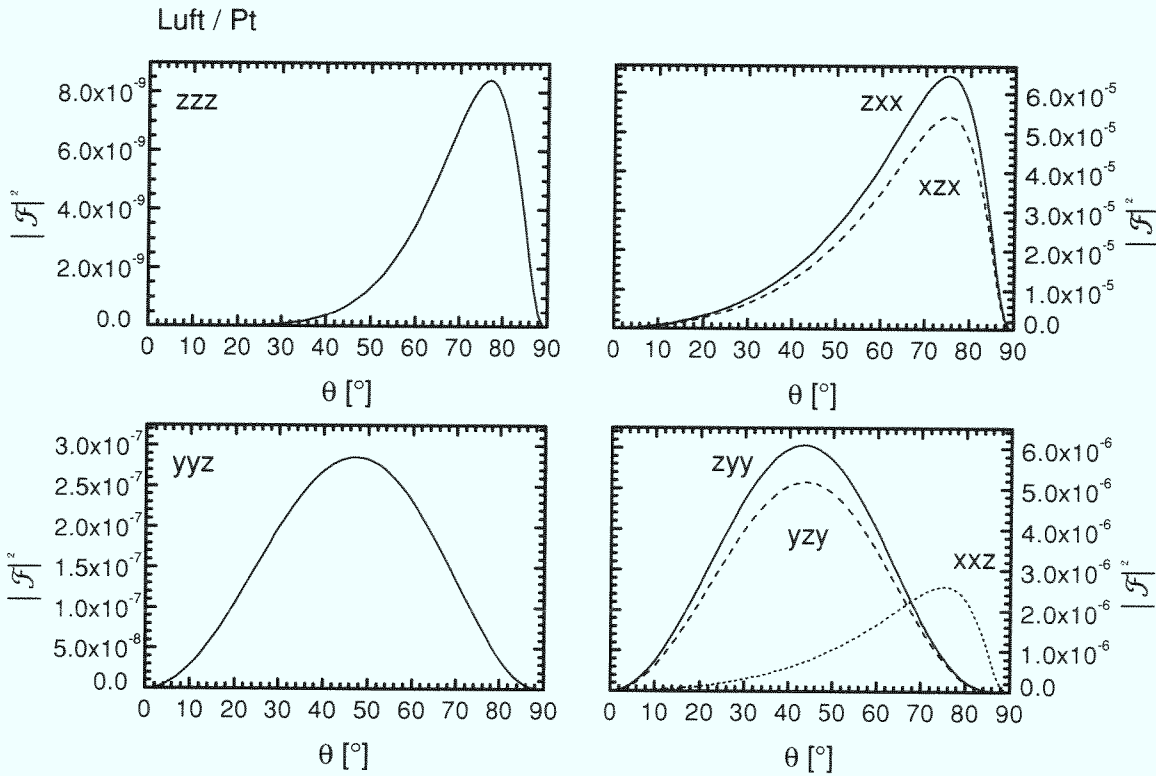 Luft / Pt
zzz
8.0x10⁻⁹
6.0x10⁻⁹
4.0x10⁻⁹
2.0x10⁻⁹
0.0
|ℱ|²
0 10 20 30 40 50 60 70 80 90
θ [°]
zxx
xzx
6.0x10⁻⁵
5.0x10⁻⁵
4.0x10⁻⁵
3.0x10⁻⁵
2.0x10⁻⁵
1.0x10⁻⁵
0.0
|ℱ|²
0 10 20 30 40 50 60 70 80 90
θ [°]
yyz
3.0x10⁻⁷
2.5x10⁻⁷
2.0x10⁻⁷
1.5x10⁻⁷
1.0x10⁻⁷
5.0x10⁻⁸
0.0
|ℱ|²
0 10 20 30 40 50 60 70 80 90
θ [°]
zyy
yzy
xxz
6.0x10⁻⁶
5.0x10⁻⁶
4.0x10⁻⁶
3.0x10⁻⁶
2.0x10⁻⁶
1.0x10⁻⁶
0.0
|ℱ|²
0 10 20 30 40 50 60 70 80 90
θ [°]